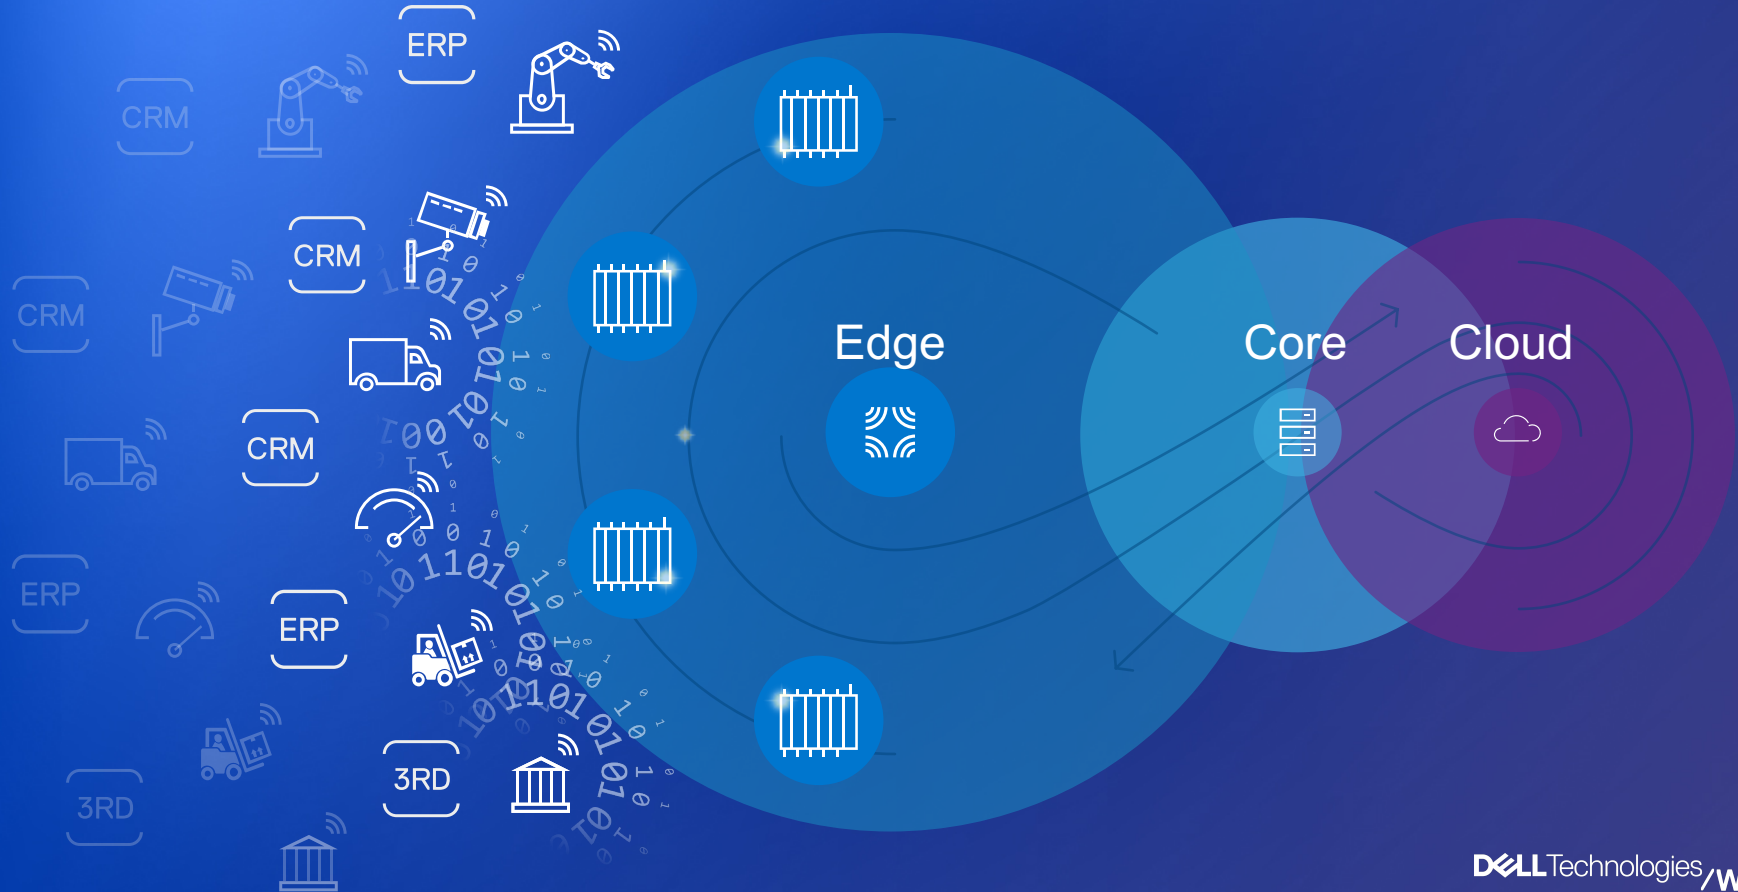 ERP
CRM
CRM
CRM
Edge
Core
Cloud
CRM
ERP
ERP
3RD
3RD
DELLTechnologies
/W